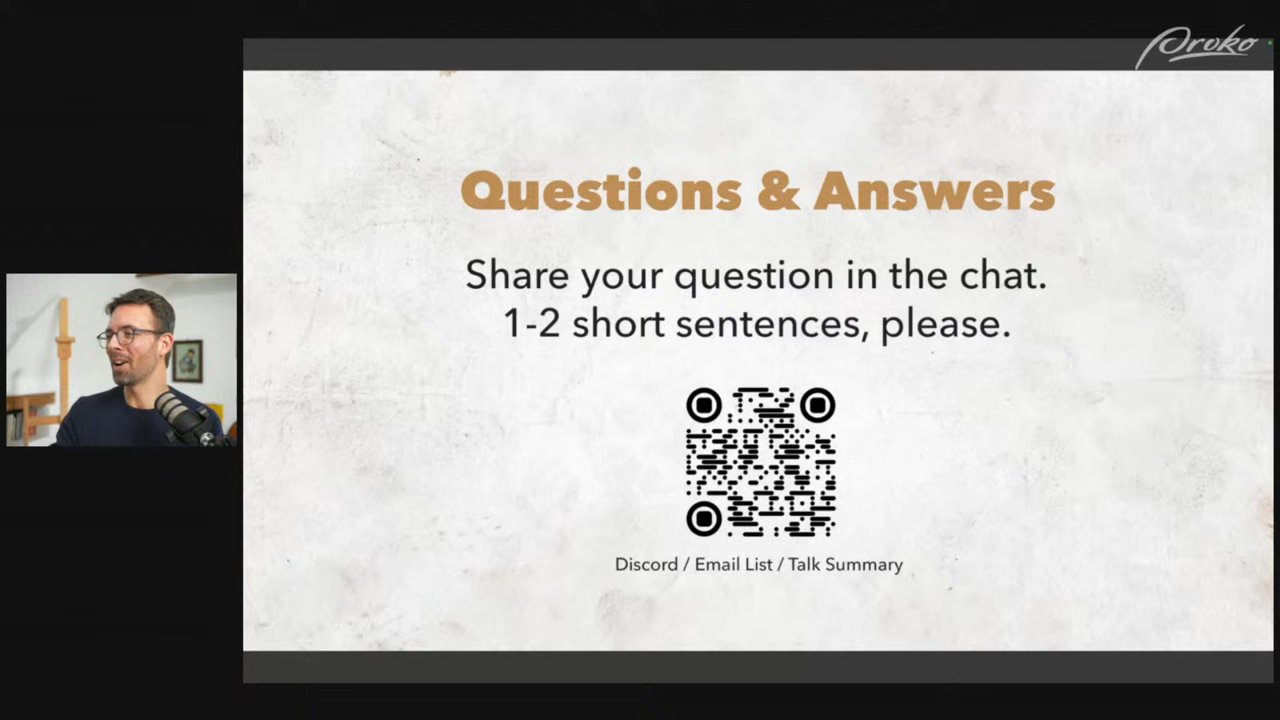 Proko
Questions & Answers
Share your question in the chat.
1-2 short sentences, please.
Discord / Email List / Talk Summary